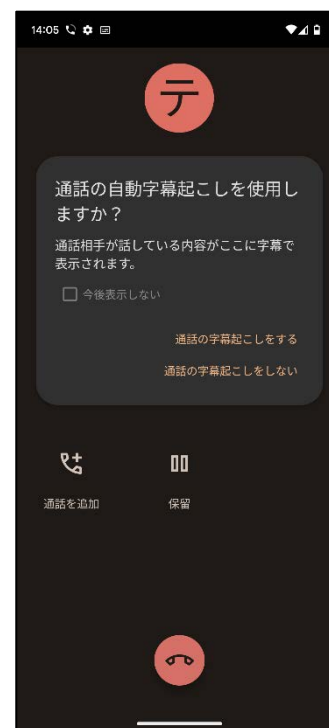 14:05
テ
通話の自動字幕起こしを使用し
ますか？
通話相手が話している内容がここに字幕で
表示されます。
今後表示しない
通話の字幕起こしをする
通話の字幕起こしをしない
通話を追加
保留